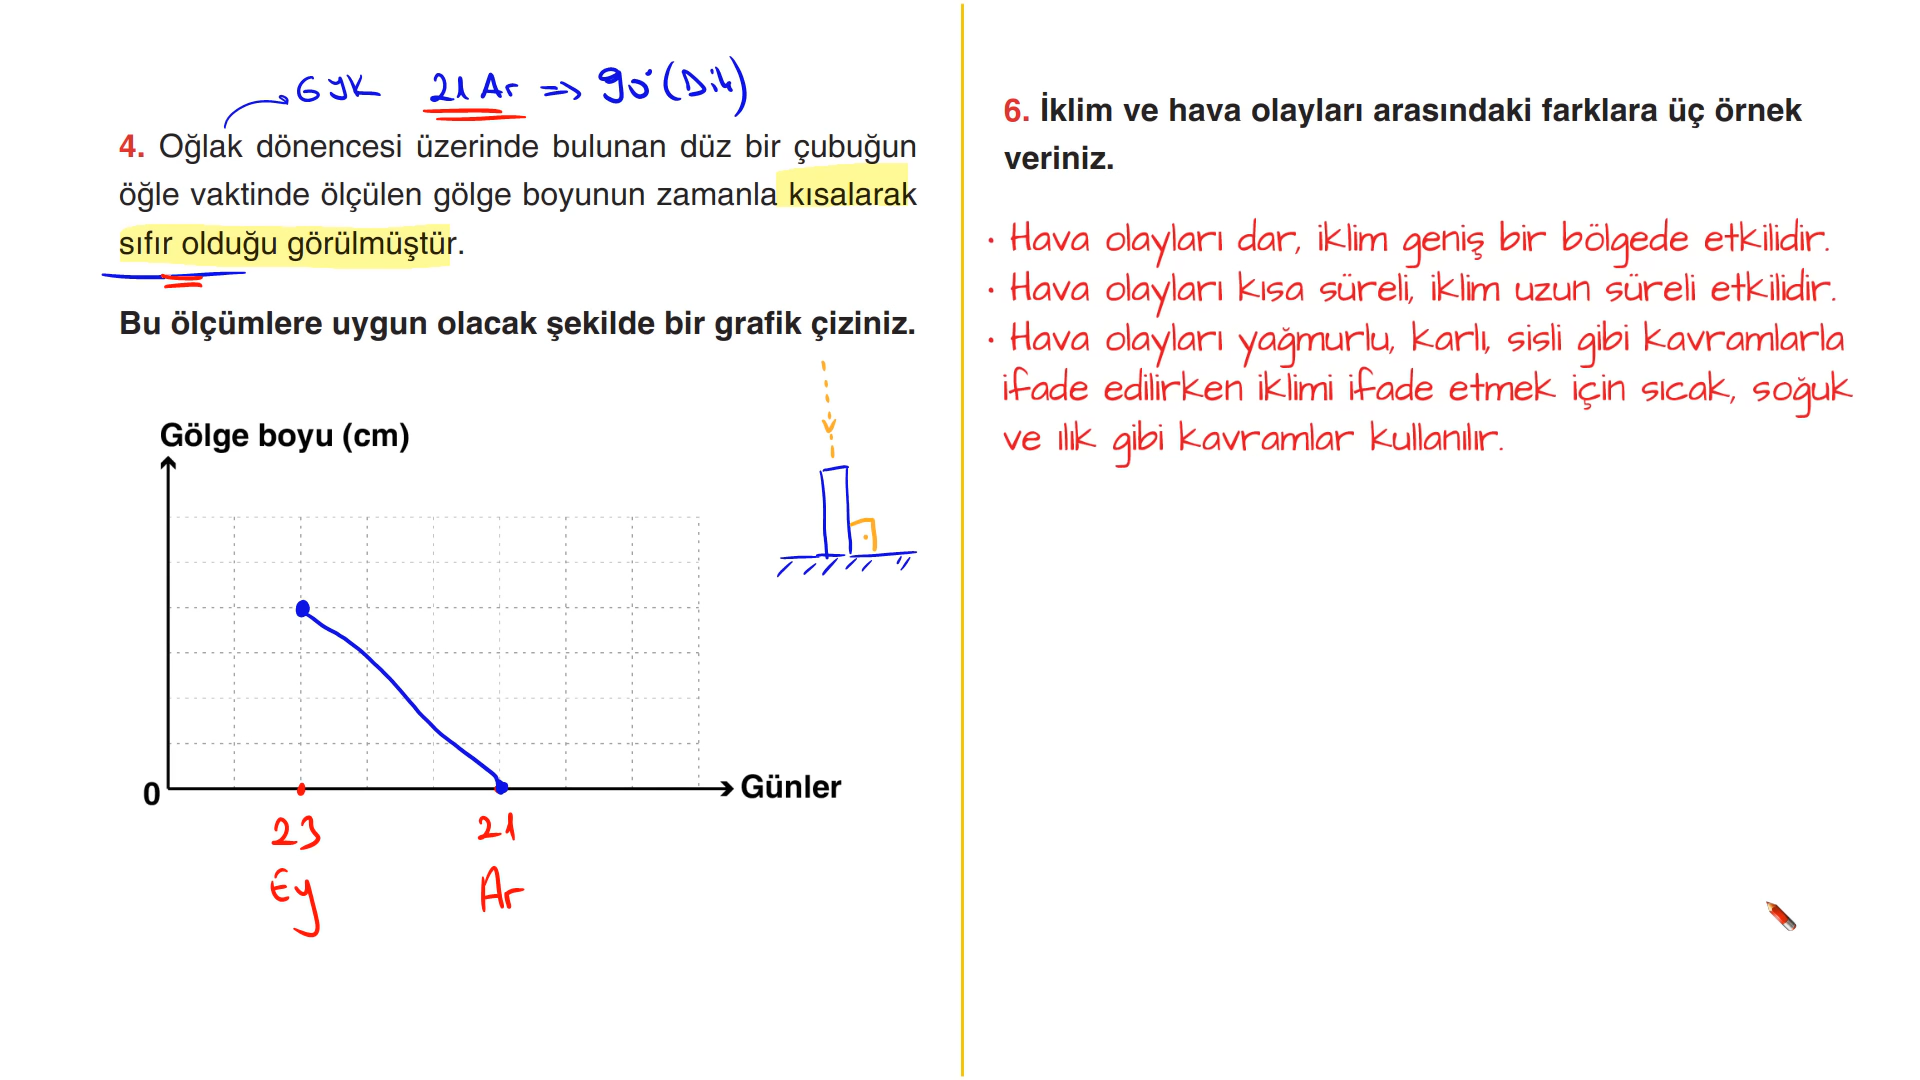 GYK 21 Ar => 90° (Dik)
4. Oğlak dönencesi üzerinde bulunan düz bir çubuğun
öğle vaktinde ölçülen gölge boyunun zamanla kısalarak
sıfır olduğu görülmüştür.
Bu ölçümlere uygun olacak şekilde bir grafik çiziniz.
Gölge boyu (cm)
0
Günler
23
Ey
21
Ar
6. İklim ve hava olayları arasındaki farklara üç örnek
veriniz.
• Hava olayları dar, iklim geniş bir bölgede etkilidir.
• Hava olayları kısa süreli, iklim uzun süreli etkilidir.
• Hava olayları yağmurlu, karlı, sisli gibi kavramlarla
ifade edilirken iklimi ifade etmek için sıcak, soğuk
ve ılık gibi kavramlar kullanılır.